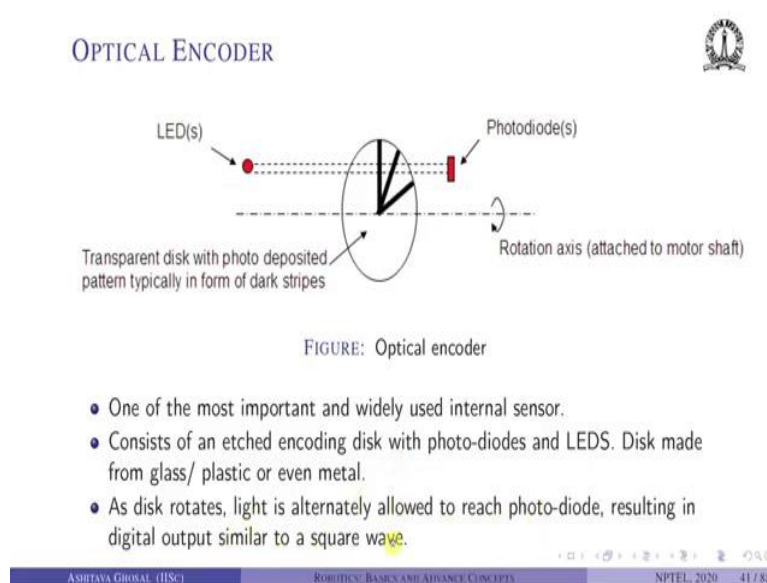 OPTICAL ENCODER
LED(s)
Photodiode(s)
Transparent disk with photo deposited
pattern typically in form of dark stripes
Rotation axis (attached to motor shaft)
FIGURE: Optical encoder
One of the most important and widely used internal sensor.
Consists of an etched encoding disk with photo-diodes and LEDS. Disk made
from glass/ plastic or even metal.
As disk rotates, light is alternately allowed to reach photo-diode, resulting in
digital output similar to a square wave.
ASHITAVA GHOSAL (IISC) ROBOTICS: BASICS AND ADVANCE CONCEPTS NPTEL, 2020